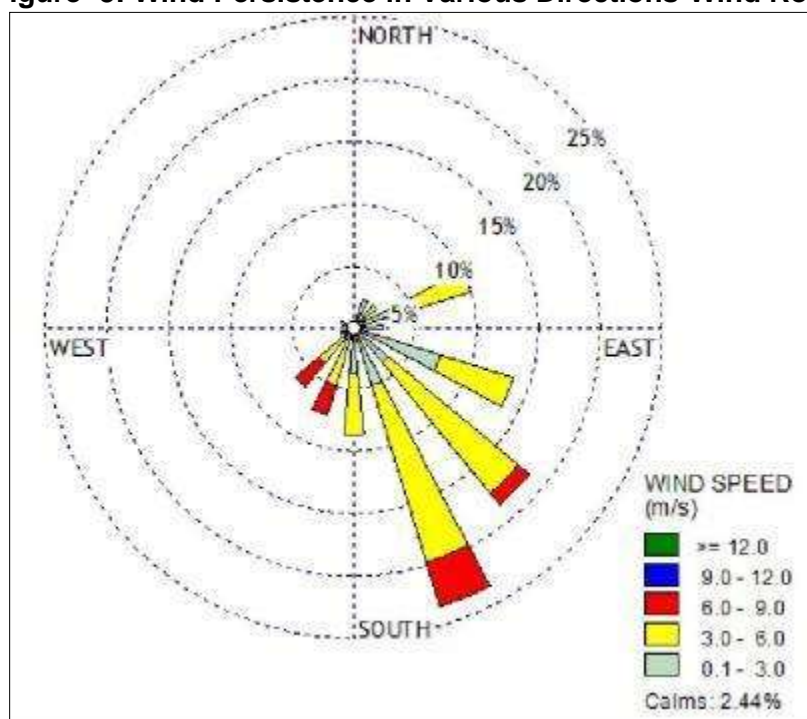 NORTH
25%
20%
15%
10%
5%
WEST
EAST
SOUTH
WIND SPEED
(m/s)
>= 12.0
9.0 - 12.0
6.0 - 9.0
3.0 - 6.0
0.1 - 3.0
Calms: 2.44%